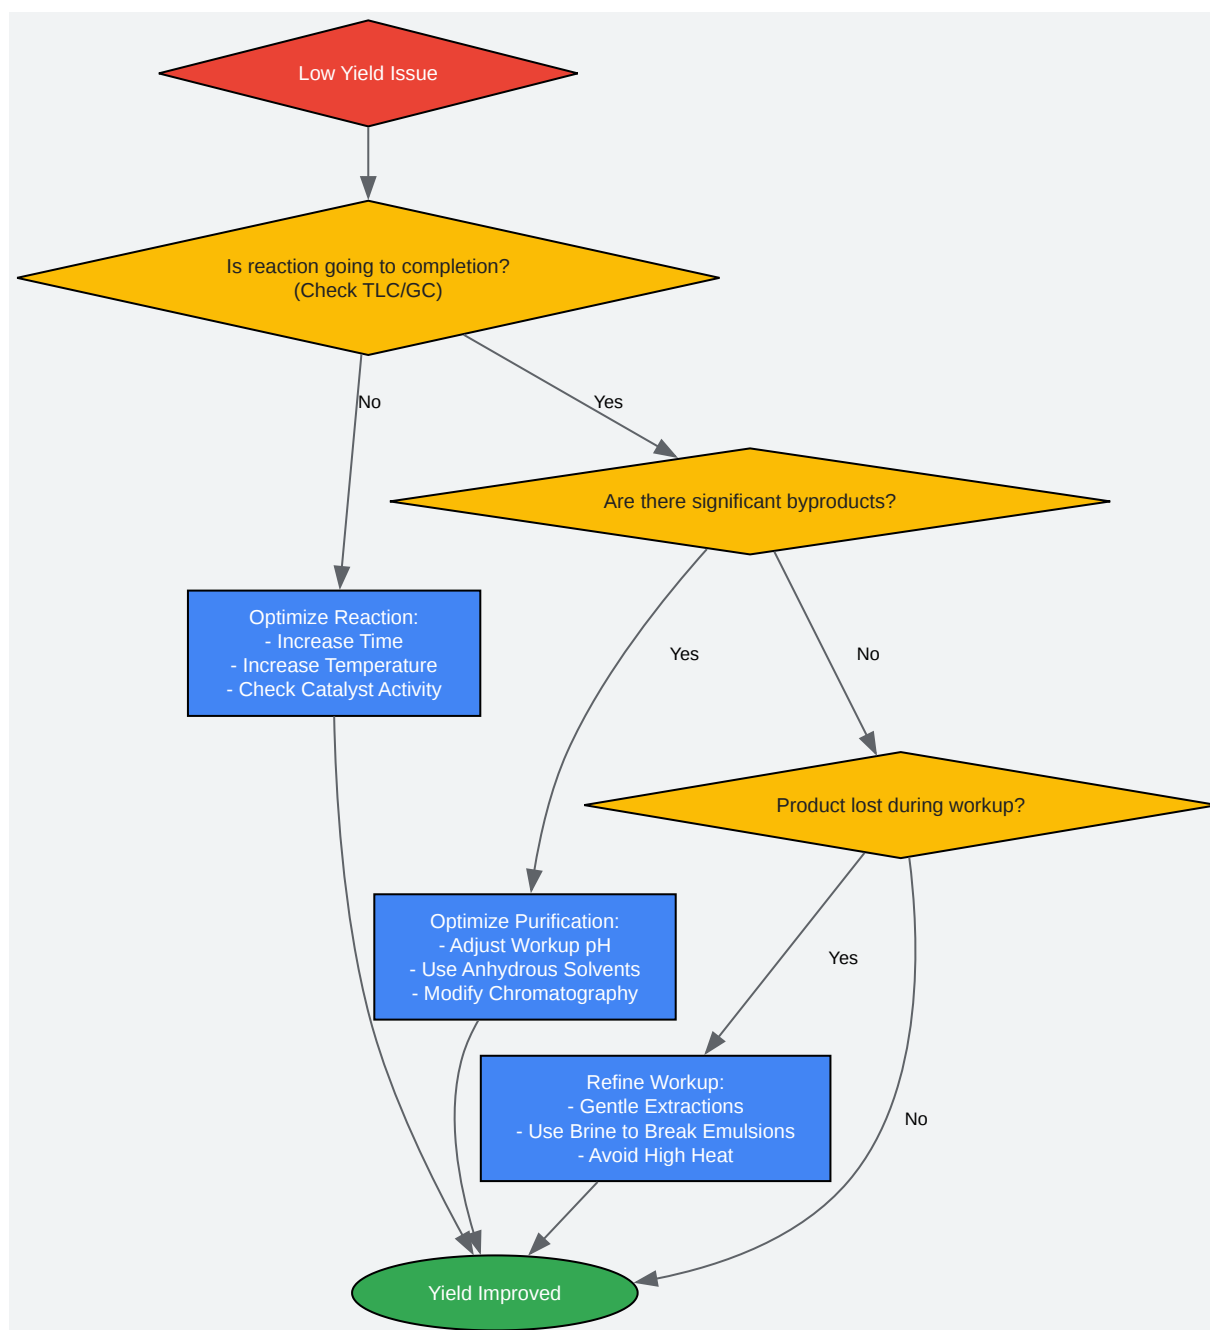 Low Yield Issue
Is reaction going to completion?
(Check TLC/GC)
No
Yes
Are there significant byproducts?
Optimize Reaction:
- Increase Time
- Increase Temperature
- Check Catalyst Activity
Yes
No
Product lost during workup?
Optimize Purification:
- Adjust Workup pH
- Use Anhydrous Solvents
- Modify Chromatography
Yes
Refine Workup:
- Gentle Extractions
- Use Brine to Break Emulsions
- Avoid High Heat
No
Yield Improved